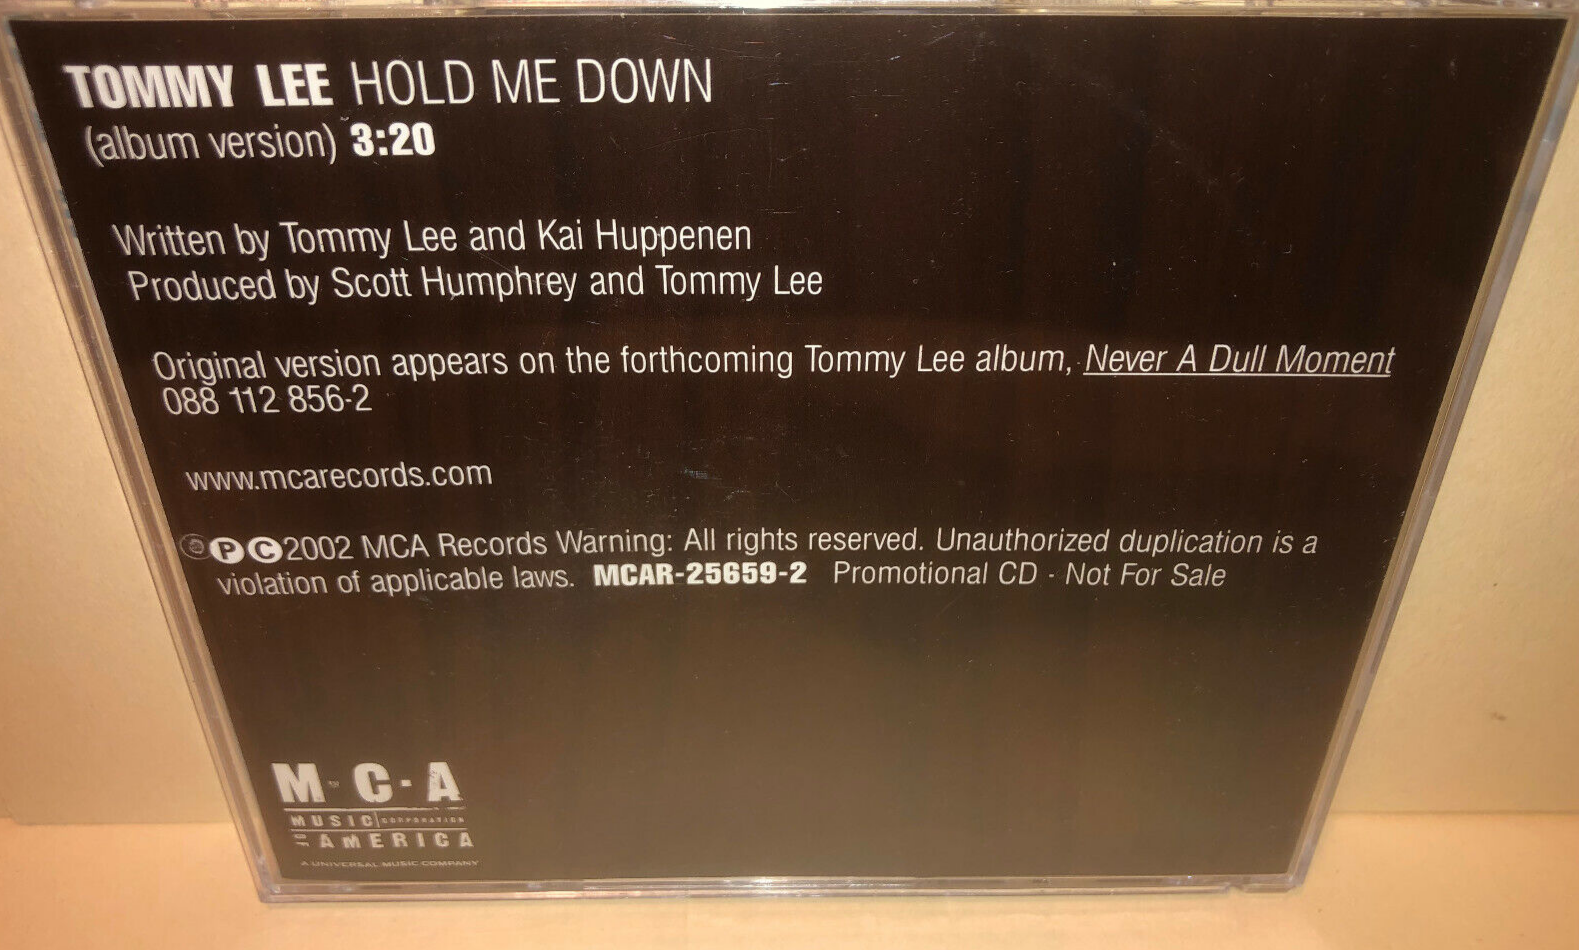 TOMMY LEE HOLD ME DOWN
(album version) 3:20
Written by Tommy Lee and Kai Huppenen
Produced by Scott Humphrey and Tommy Lee
Original version appears on the forthcoming Tommy Lee album, Never A Dull Moment
088 112 856-2
www.mcarecords.com
ⓅⒸ2002 MCA Records Warning: All rights reserved. Unauthorized duplication is a
violation of applicable laws. MCAR-25659-2 Promotional CD - Not For Sale
M·C·A
MUSIC CORPORATION
OF AMERICA
A UNIVERSAL MUSIC COMPANY